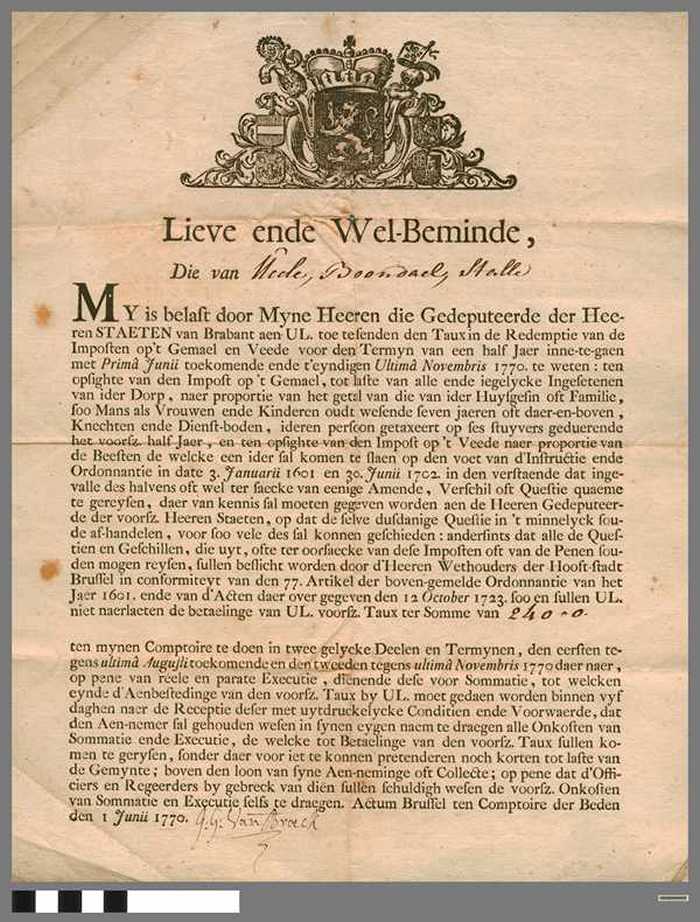 Lieve ende Wel-Beminde,
Die van Uccle, Boondael, Stalle
MY is belast door Myne Heeren die Gedeputeerde der Hee-
ren STAETEN van Brabant aen UL. toe tesenden den Taux in de Redemptie van de
Imposten op't Gemael en Veede voor den Termyn van een half Jaer inne-te-gaen
met Primâ Junii toekomende ende t'eyndigen Ultimâ Novembris 1770. te weten : ten
opsighte van den Impost op 't Gemael, tot laste van alle ende iegelycke Ingesetenen
van ider Dorp, naer proportie van het getal van die van ider Huysgesin oft Familie,
soo Mans als Vrouwen ende Kinderen oudt wesende seven jaeren oft daer-en-boven,
Knechten ende Dienst-boden, ideren persoon getaxeert op ses stuyvers geduerende
het voorsz. half Jaer, en ten opsighte van den Impost op 't Veede naer proportie van
de Beesten de welcke een ider sal komen te slaen op den voet van d'Instructie ende
Ordonnantie in date 3. Januarii 1601 en 30. Junii 1702. in den verstaende dat inge-
valle des halvens oft wel ter saecke van eenige Amende, Verschil oft Questie quaeme
te gereysen, daer van kennis sal moeten gegeven worden aen de Heeren Gedeputeer-
de der voorsz. Heeren Staeten, op dat de selve dusdanige Questie in 't minnelyck sou-
de af-handelen, voor soo vele des sal konnen geschieden : andersints dat alle de Ques-
tien en Geschillen, die uyt, ofte ter oorsaecke van dese Imposten oft van de Penen sou-
den mogen reysen, sullen beslicht worden door d'Heeren Wethouders der Hooft-stadt
Brussel in conformiteyt van den 77. Artikel der boven-gemelde Ordonnantie van het
Jaer 1601. ende van d'Acten daer over gegeven den 12 October 1723. soo en sullen UL.
niet naerlaeten de betaelinge van UL. voorsz. Taux ter Somme van 240-0-
ten mynen Comptoire te doen in twee gelycke Deelen en Termynen, den eersten te-
gens ultimâ Augusti toekomende en den tweeden tegens ultimâ Novembris 1770 daer naer,
op pene van reële en parate Executie, dienende dese voor Sommatie, tot welcken
eynde d'Aenbestedinge van den voorsz. Taux by UL. moet gedaen worden binnen vyf
daghen naer de Receptie deser met uytdruckelycke Conditien ende Voorwaerde, dat
den Aen-nemer sal gehouden wesen in synen eygen naem te draegen alle Onkosten van
Sommatie ende Executie, de welcke tot Betaelinge van den voorsz. Taux sullen ko-
men te gerysen, sonder daer voor iet te konnen pretenderen noch korten tot laste van
de Gemynte; boven den loon van syne Aen-neminge oft Collecte; op pene dat d'Offi-
ciers en Regeerders by gebreck van dien sullen schuldigh wesen de voorsz. Onkosten
van Sommatie en Executie selfs te draegen. Actum Brussel ten Comptoire der Beden
den 1 Junii 1770. G. G. Van Brack